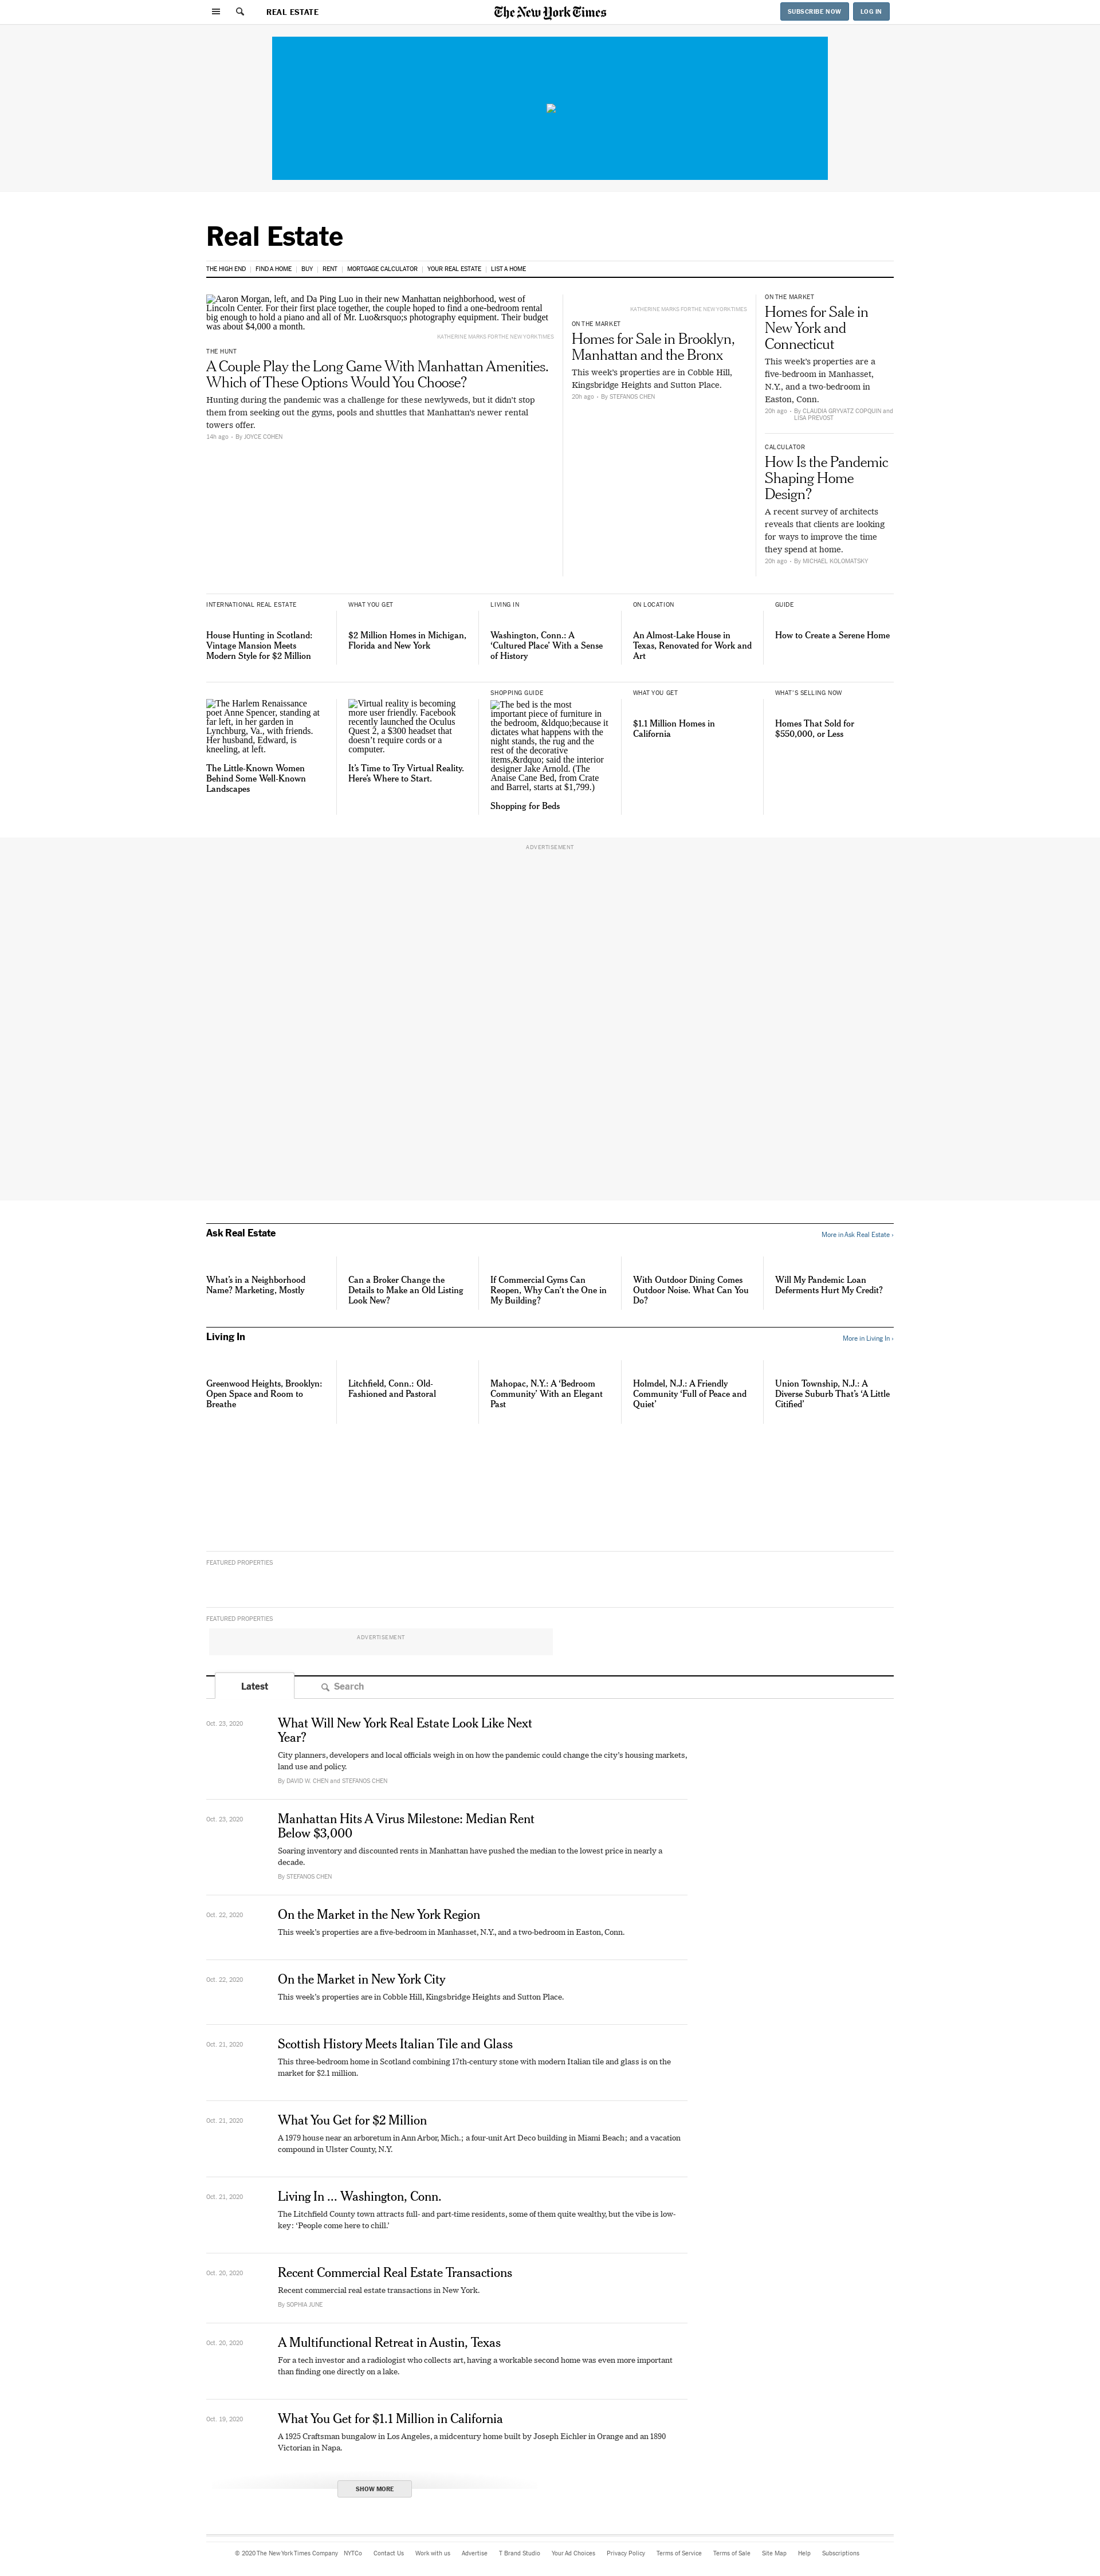 REAL ESTATE
The New York Times
SUBSCRIBE NOW
LOG IN
Real Estate
THE HIGH END | FIND A HOME | BUY | RENT | MORTGAGE CALCULATOR | YOUR REAL ESTATE | LIST A HOME
Aaron Morgan, left, and Da Ping Luo in their new Manhattan neighborhood, west of
Lincoln Center. For their first place together, the couple hoped to find a one-bedroom rental
big enough to hold a piano and all of Mr. Luo&rsquo;s photography equipment. Their budget
was about $4,000 a month.
KATHERINE MARKS FOR THE NEW YORK TIMES
THE HUNT
A Couple Play the Long Game With Manhattan Amenities.
Which of These Options Would You Choose?
Hunting during the pandemic was a challenge for these newlyweds, but it didn't stop
them from seeking out the gyms, pools and shuttles that Manhattan's newer rental
towers offer.
14h ago · By JOYCE COHEN
KATHERINE MARKS FOR THE NEW YORK TIMES
ON THE MARKET
Homes for Sale in Brooklyn,
Manhattan and the Bronx
This week's properties are in Cobble Hill,
Kingsbridge Heights and Sutton Place.
20h ago · By STEFANOS CHEN
ON THE MARKET
Homes for Sale in
New York and
Connecticut
This week's properties are a
five-bedroom in Manhasset,
N.Y., and a two-bedroom in
Easton, Conn.
20h ago · By CLAUDIA GRYVATZ COPQUIN and
LISA PREVOST
CALCULATOR
How Is the Pandemic
Shaping Home
Design?
A recent survey of architects
reveals that clients are looking
for ways to improve the time
they spend at home.
20h ago · By MICHAEL KOLOMATSKY
INTERNATIONAL REAL ESTATE
House Hunting in Scotland:
Vintage Mansion Meets
Modern Style for $2 Million
WHAT YOU GET
$2 Million Homes in Michigan,
Florida and New York
LIVING IN
Washington, Conn.: A
‘Cultured Place’ With a Sense
of History
ON LOCATION
An Almost-Lake House in
Texas, Renovated for Work and
Art
GUIDE
How to Create a Serene Home
The Harlem Renaissance
poet Anne Spencer, standing at
far left, in her garden in
Lynchburg, Va., with friends.
Her husband, Edward, is
kneeling, at left.
The Little-Known Women
Behind Some Well-Known
Landscapes
Virtual reality is becoming
more user friendly. Facebook
recently launched the Oculus
Quest 2, a $300 headset that
doesn’t require cords or a
computer.
It’s Time to Try Virtual Reality.
Here’s Where to Start.
SHOPPING GUIDE
The bed is the most
important piece of furniture in
the bedroom, &ldquo;because it
dictates what happens with the
night stands, the rug and the
rest of the decorative
items,&rdquo; said the interior
designer Jake Arnold. (The
Anaise Cane Bed, from Crate
and Barrel, starts at $1,799.)
Shopping for Beds
WHAT YOU GET
$1.1 Million Homes in
California
WHAT'S SELLING NOW
Homes That Sold for
$550,000, or Less
ADVERTISEMENT
Ask Real Estate
More in Ask Real Estate ›
What’s in a Neighborhood
Name? Marketing, Mostly
Can a Broker Change the
Details to Make an Old Listing
Look New?
If Commercial Gyms Can
Reopen, Why Can't the One in
My Building?
With Outdoor Dining Comes
Outdoor Noise. What Can You
Do?
Will My Pandemic Loan
Deferments Hurt My Credit?
Living In
More in Living In ›
Greenwood Heights, Brooklyn:
Open Space and Room to
Breathe
Litchfield, Conn.: Old-
Fashioned and Pastoral
Mahopac, N.Y.: A ‘Bedroom
Community’ With an Elegant
Past
Holmdel, N.J.: A Friendly
Community ‘Full of Peace and
Quiet’
Union Township, N.J.: A
Diverse Suburb That’s ‘A Little
Citified’
FEATURED PROPERTIES
FEATURED PROPERTIES
ADVERTISEMENT
Latest
Search
Oct. 23, 2020
What Will New York Real Estate Look Like Next
Year?
City planners, developers and local officials weigh in on how the pandemic could change the city’s housing markets,
land use and policy.
By DAVID W. CHEN and STEFANOS CHEN
Oct. 23, 2020
Manhattan Hits A Virus Milestone: Median Rent
Below $3,000
Soaring inventory and discounted rents in Manhattan have pushed the median to the lowest price in nearly a
decade.
By STEFANOS CHEN
Oct. 22, 2020
On the Market in the New York Region
This week’s properties are a five-bedroom in Manhasset, N.Y., and a two-bedroom in Easton, Conn.
Oct. 22, 2020
On the Market in New York City
This week’s properties are in Cobble Hill, Kingsbridge Heights and Sutton Place.
Oct. 21, 2020
Scottish History Meets Italian Tile and Glass
This three-bedroom home in Scotland combining 17th-century stone with modern Italian tile and glass is on the
market for $2.1 million.
Oct. 21, 2020
What You Get for $2 Million
A 1979 house near an arboretum in Ann Arbor, Mich.; a four-unit Art Deco building in Miami Beach; and a vacation
compound in Ulster County, N.Y.
Oct. 21, 2020
Living In ... Washington, Conn.
The Litchfield County town attracts full- and part-time residents, some of them quite wealthy, but the vibe is low-
key: ‘People come here to chill.’
Oct. 20, 2020
Recent Commercial Real Estate Transactions
Recent commercial real estate transactions in New York.
By SOPHIA JUNE
Oct. 20, 2020
A Multifunctional Retreat in Austin, Texas
For a tech investor and a radiologist who collects art, having a workable second home was even more important
than finding one directly on a lake.
Oct. 19, 2020
What You Get for $1.1 Million in California
A 1925 Craftsman bungalow in Los Angeles, a midcentury home built by Joseph Eichler in Orange and an 1890
Victorian in Napa.
SHOW MORE
© 2020 The New York Times Company NYTCo Contact Us Work with us Advertise T Brand Studio Your Ad Choices Privacy Policy Terms of Service Terms of Sale Site Map Help Subscriptions